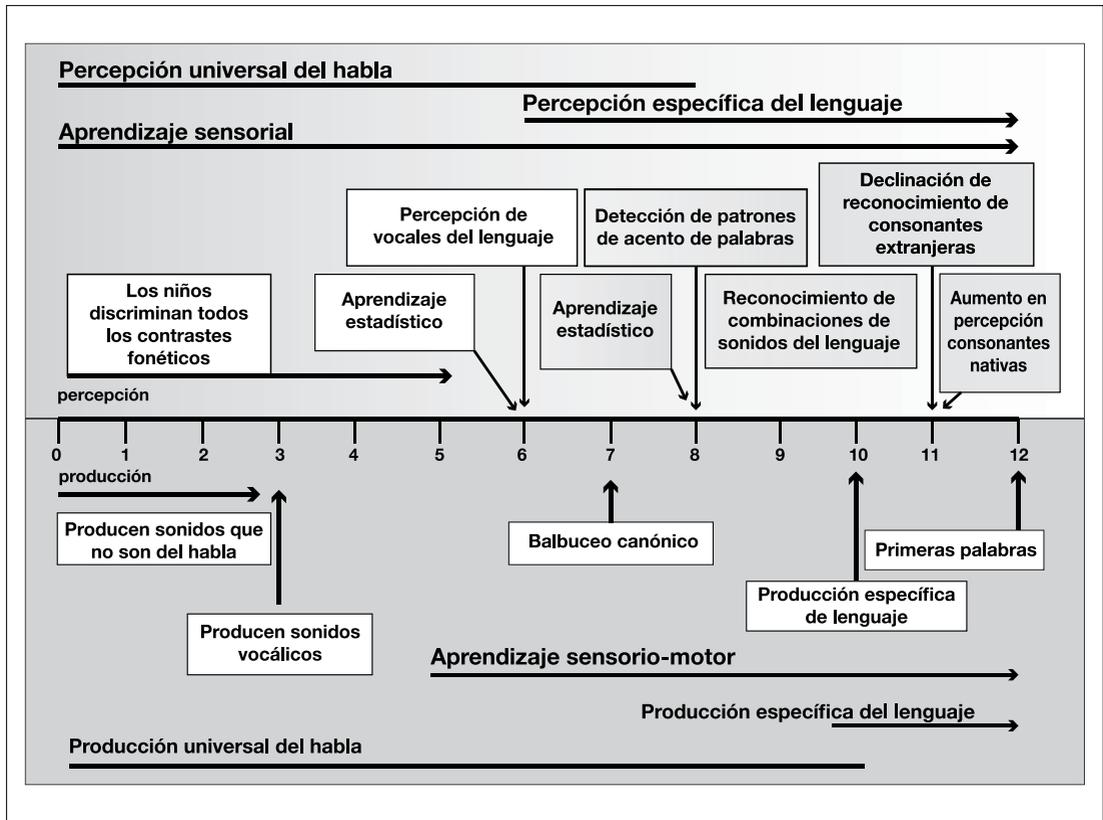 Percepción universal del habla
Percepción específica del lenguaje
Aprendizaje sensorial
Percepción de
vocales del lenguaje
Detección de patrones
de acento de palabras
Declinación de
reconocimiento de
consonantes
extranjeras
Los niños
discriminan todos
los contrastes
fonéticos
Aprendizaje
estadístico
Aprendizaje
estadístico
Reconocimiento de
combinaciones de
sonidos del lenguaje
Aumento en
percepción
consonantes
nativas
percepción
0 1 2 3 4 5 6 7 8 9 10 11 12
producción
Producen sonidos que
no son del habla
Balbuceo canónico
Primeras palabras
Producción específica
de lenguaje
Producen sonidos
vocálicos
Aprendizaje sensorio-motor
Producción específica del lenguaje
Producción universal del habla